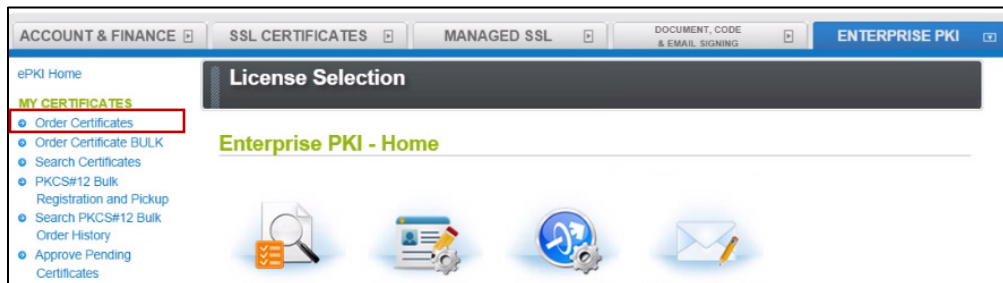 ACCOUNT & FINANCE
SSL CERTIFICATES
MANAGED SSL
DOCUMENT, CODE
& EMAIL SIGNING
ENTERPRISE PKI
ePKI Home
MY CERTIFICATES
Order Certificates
Order Certificate BULK
Search Certificates
PKCS#12 Bulk
Registration and Pickup
Search PKCS#12 Bulk
Order History
Approve Pending
Certificates
License Selection
Enterprise PKI - Home